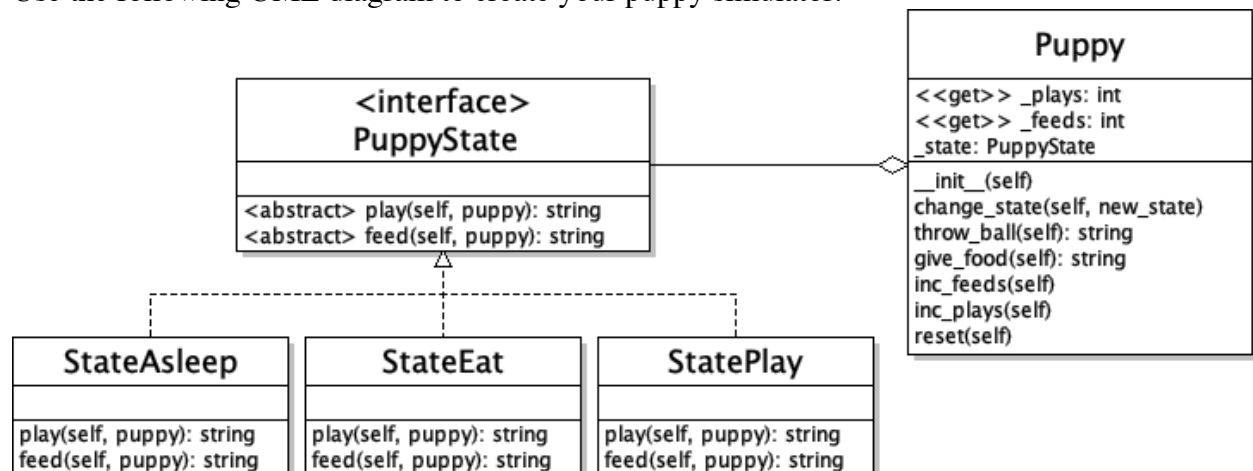 Use the following UML diagram to create your puppy simulator.
<interface>
PuppyState
<abstract> play(self, puppy): string
<abstract> feed(self, puppy): string
Puppy
<<get>> _plays: int
<<get>> _feeds: int
_state: PuppyState
__init__(self)
change_state(self, new_state)
throw_ball(self): string
give_food(self): string
inc_feeds(self)
inc_plays(self)
reset(self)
StateAsleep
play(self, puppy): string
feed(self, puppy): string
StateEat
play(self, puppy): string
feed(self, puppy): string
StatePlay
play(self, puppy): string
feed(self, puppy): string